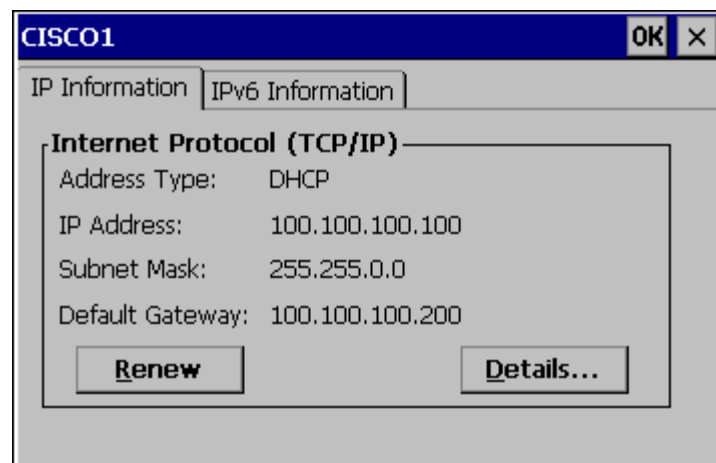 CISCO1 OK ×
IP Information IPv6 Information
Internet Protocol (TCP/IP)
Address Type: DHCP
IP Address: 100.100.100.100
Subnet Mask: 255.255.0.0
Default Gateway: 100.100.100.200
Renew Details...